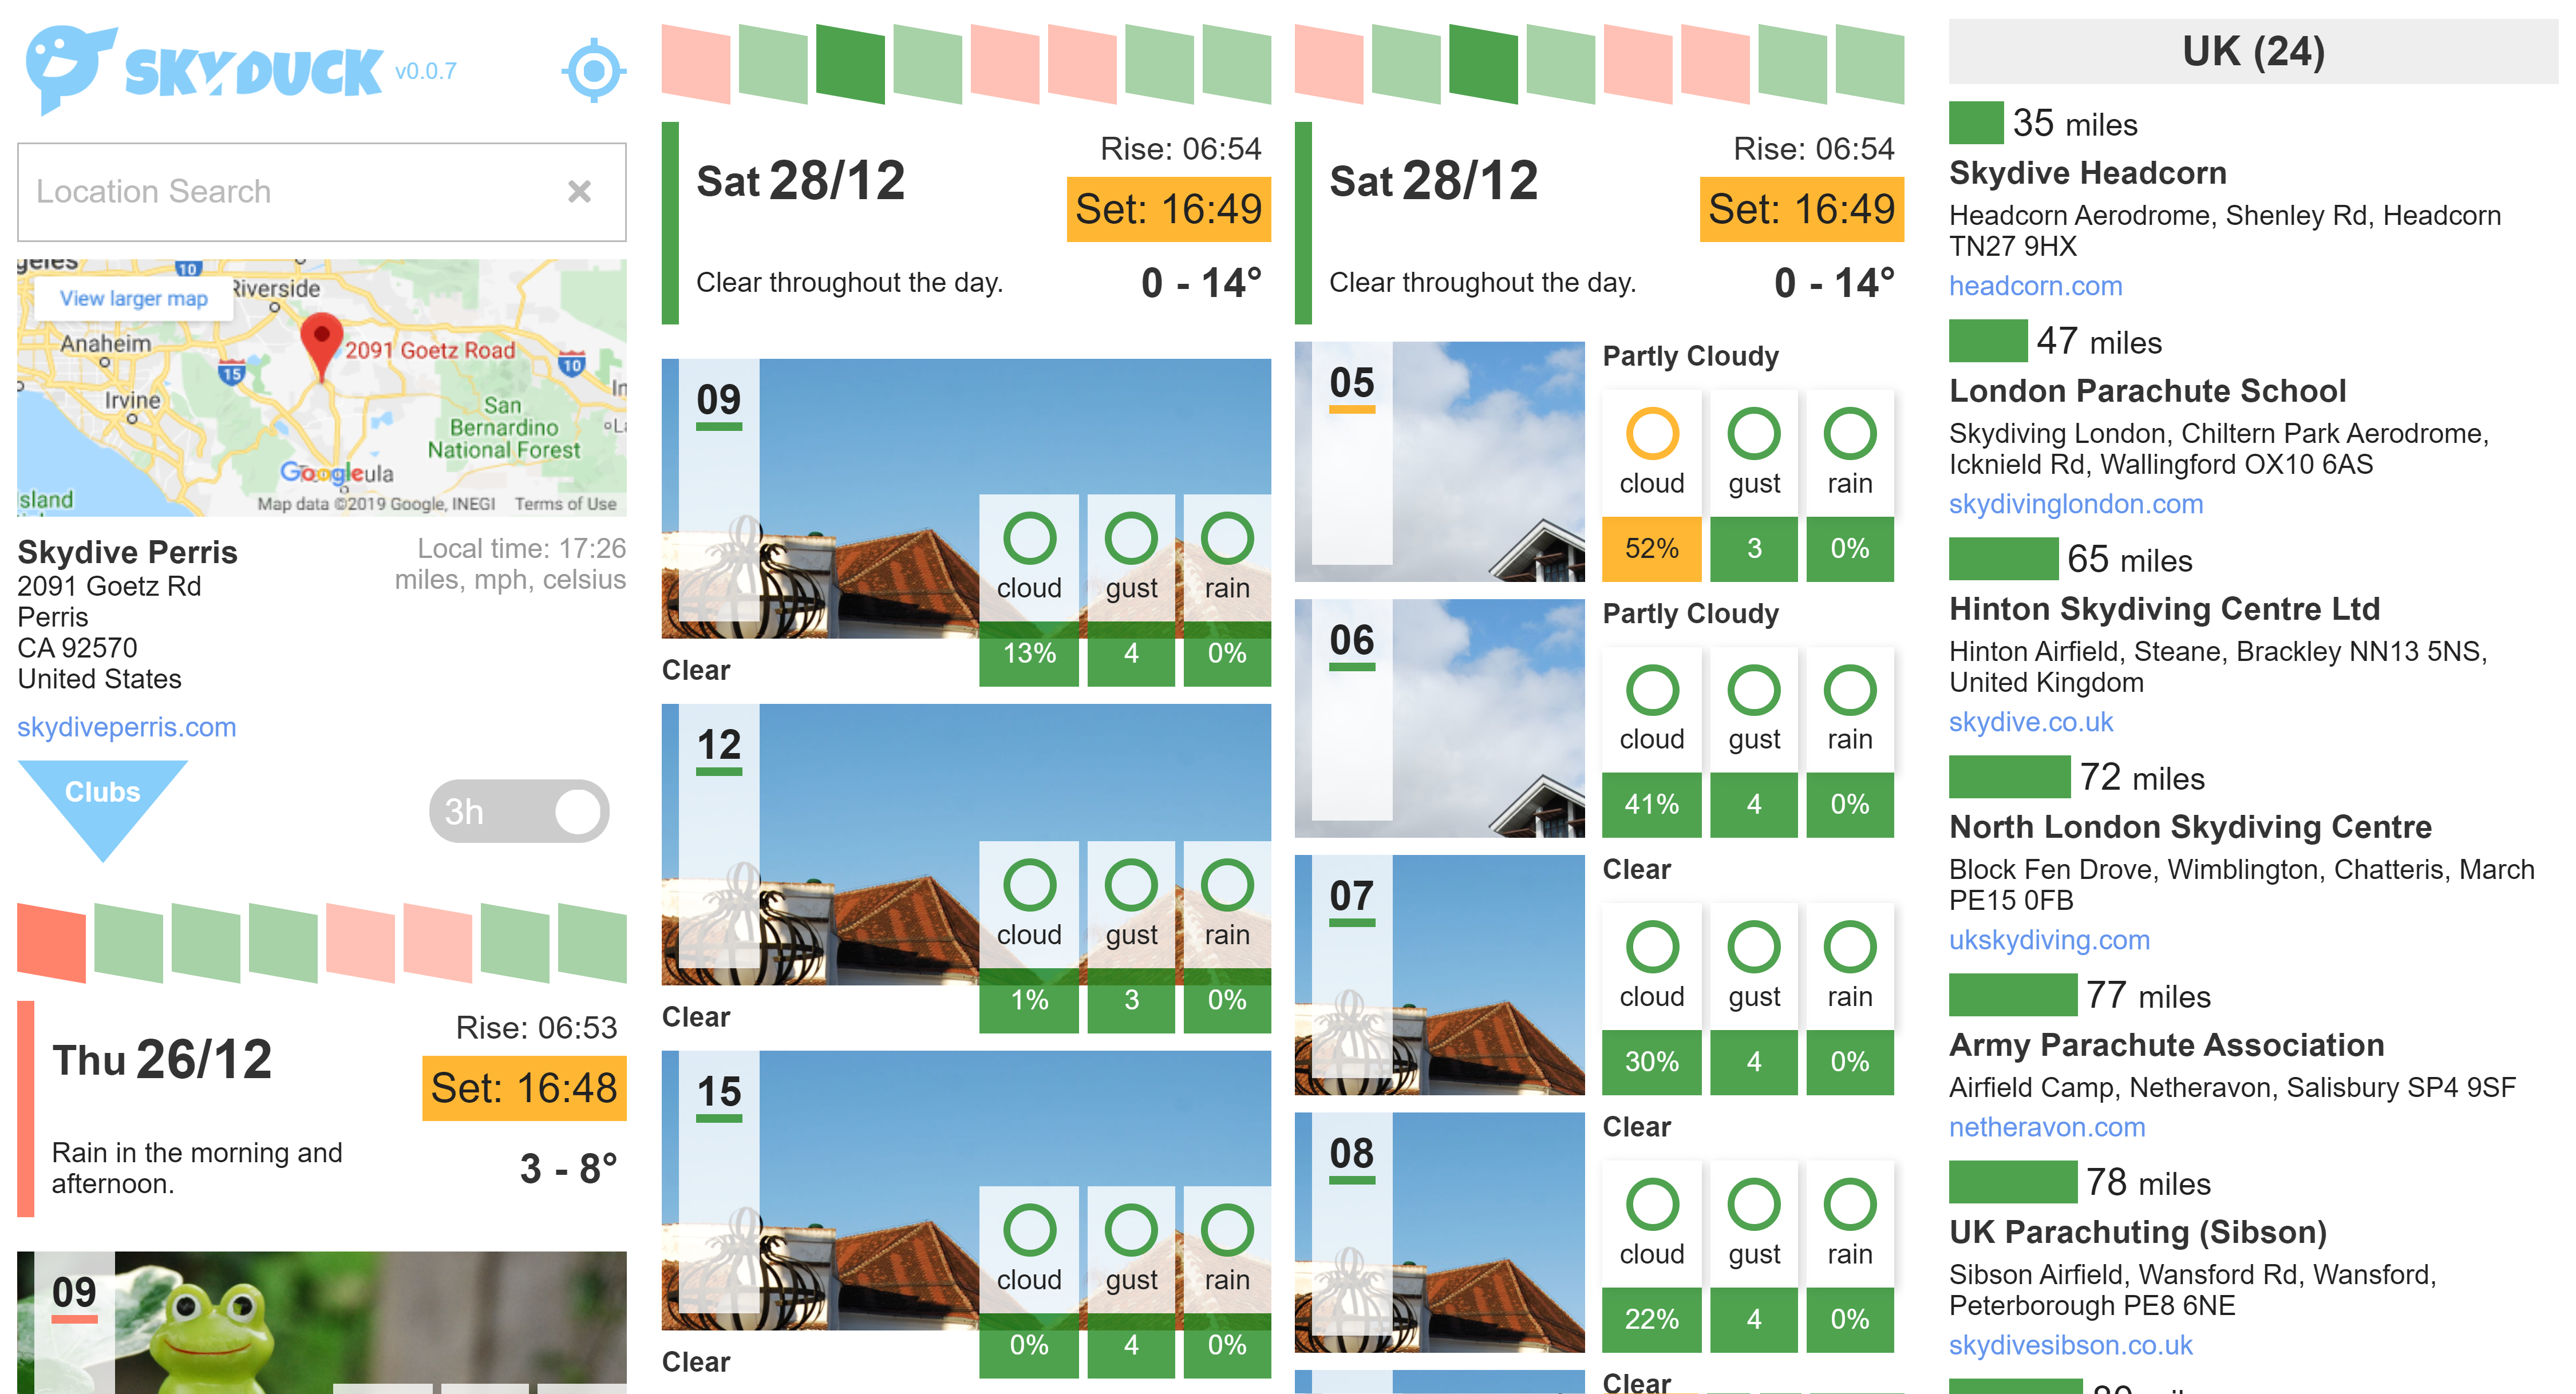 SKYDUCK v0.0.7
Location Search
geles
10
View larger map
Riverside
Anaheim
2091 Goetz Road
15
10
In
Irvine
San
Bernardino
National Forest
Googleula
sland
Map data ©2019 Google, INEGI Terms of Use
Skydive Perris
Local time: 17:26
miles, mph, celsius
2091 Goetz Rd
Perris
CA 92570
United States
skydiveperris.com
Clubs
3h
Thu 26/12
Rise: 06:53
Set: 16:48
Rain in the morning and
afternoon.
3 - 8°
09
Sat 28/12
Rise: 06:54
Set: 16:49
Clear throughout the day.
0 - 14°
09
cloud gust rain
13% 4 0%
Clear
12
cloud gust rain
1% 3 0%
Clear
15
cloud gust rain
0% 4 0%
Clear
Sat 28/12
Rise: 06:54
Set: 16:49
Clear throughout the day.
0 - 14°
05
Partly Cloudy
cloud gust rain
52% 3 0%
06
Partly Cloudy
cloud gust rain
41% 4 0%
07
Clear
cloud gust rain
30% 4 0%
08
Clear
cloud gust rain
22% 4 0%
Clear
UK (24)
35 miles
Skydive Headcorn
Headcorn Aerodrome, Shenley Rd, Headcorn
TN27 9HX
headcorn.com
47 miles
London Parachute School
Skydiving London, Chiltern Park Aerodrome,
Icknield Rd, Wallingford OX10 6AS
skydivinglondon.com
65 miles
Hinton Skydiving Centre Ltd
Hinton Airfield, Steane, Brackley NN13 5NS,
United Kingdom
skydive.co.uk
72 miles
North London Skydiving Centre
Block Fen Drove, Wimblington, Chatteris, March
PE15 0FB
ukskydiving.com
77 miles
Army Parachute Association
Airfield Camp, Netheravon, Salisbury SP4 9SF
netheravon.com
78 miles
UK Parachuting (Sibson)
Sibson Airfield, Wansford Rd, Wansford,
Peterborough PE8 6NE
skydivesibson.co.uk